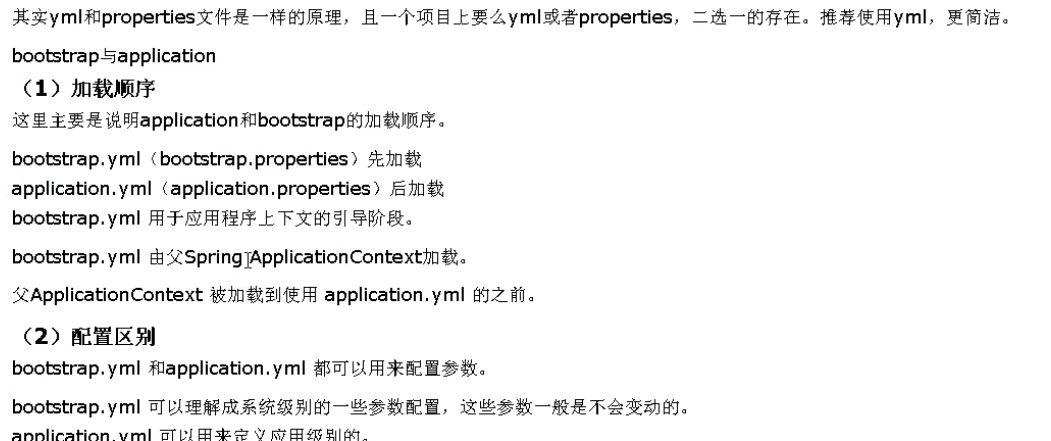 其实yml和properties文件是一样的原理，且一个项目上要么yml或者properties，二选一的存在。推荐使用yml，更简洁。
bootstrap与application
（1）加载顺序
这里主要是说明application和bootstrap的加载顺序。
bootstrap.yml（bootstrap.properties）先加载
application.yml（application.properties）后加载
bootstrap.yml 用于应用程序上下文的引导阶段。
bootstrap.yml 由父Spring ApplicationContext加载。
父ApplicationContext 被加载到使用 application.yml 的之前。
（2）配置区别
bootstrap.yml 和application.yml 都可以用来配置参数。
bootstrap.yml 可以理解成系统级别的一些参数配置，这些参数一般是不会变动的。
application.yml 可以用来定义应用级别的。